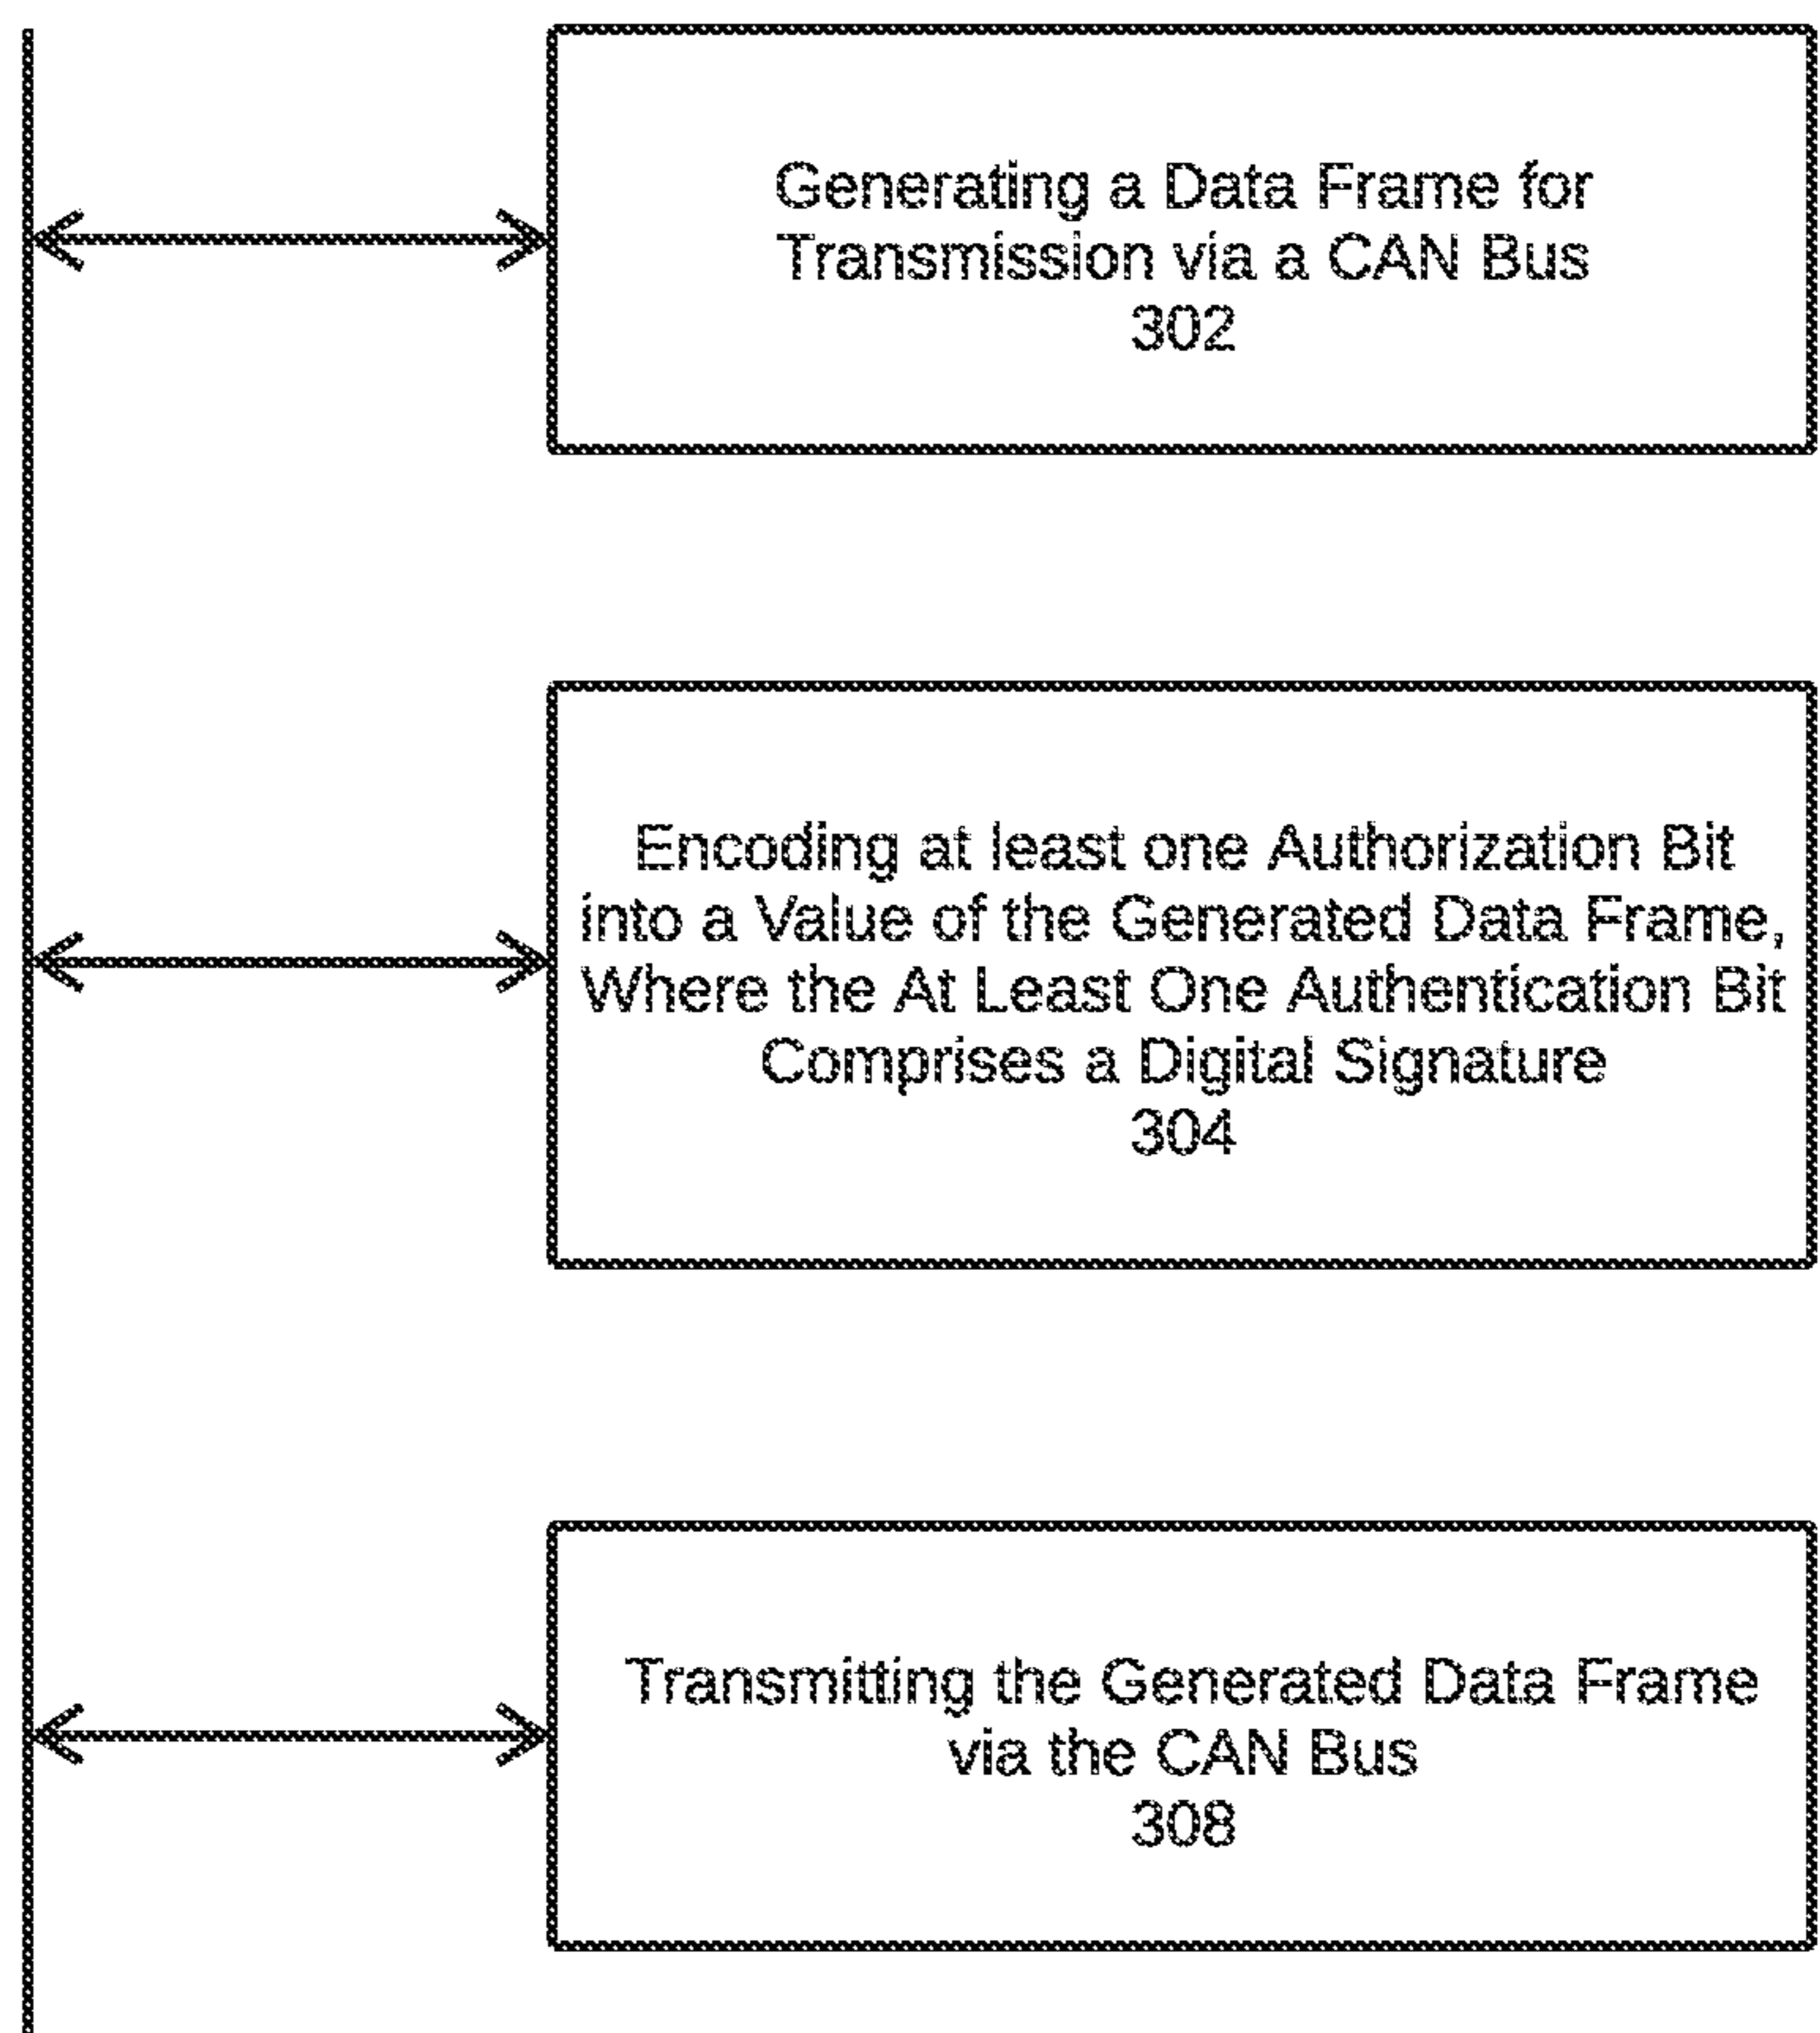 Generating a Data Frame for
Transmission via a CAN Bus
302
Encoding at least one Authorization Bit
into a Value of the Generated Data Frame,
Where the At Least One Authentication Bit
Comprises a Digital Signature
304
Transmitting the Generated Data Frame
via the CAN Bus
308